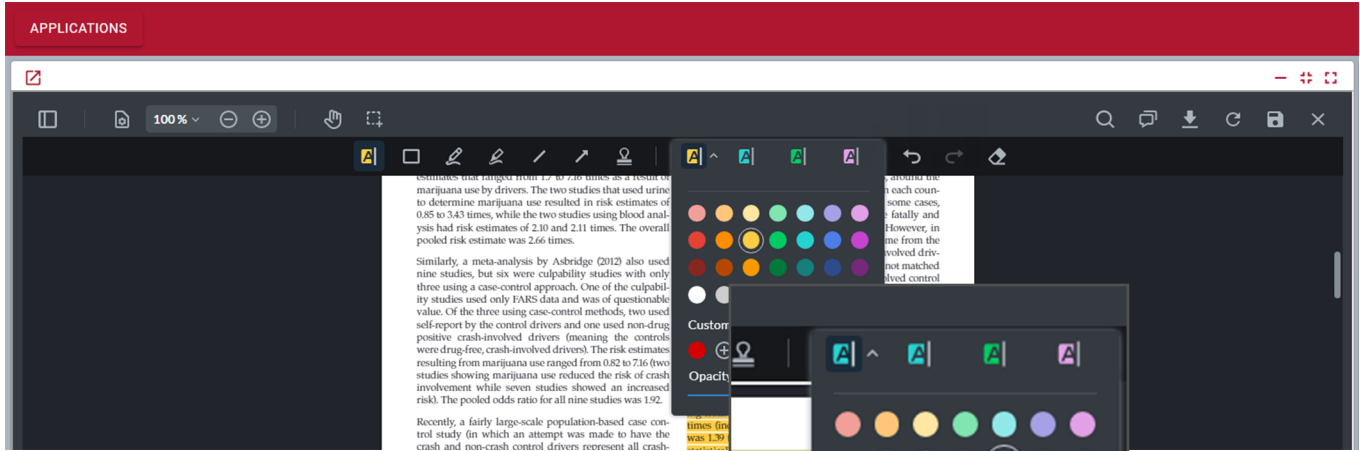 APPLICATIONS
100%
A A A A A
estimates that ranged from 1.7 to 7.16 times as a result of
marijuana use by drivers. The two studies that used urine
to determine marijuana use resulted in risk estimates of
0.85 to 3.43 times, while the two studies using blood anal-
ysis had risk estimates of 2.10 and 2.11 times. The overall
pooled risk estimate was 2.66 times.
Similarly, a meta-analysis by Asbridge (2012) also used
nine studies, but six were culpability studies with only
three using a case-control approach. One of the culpabil-
ity studies used only FARS data and was of questionable
value. Of the three using case-control methods, two used
self-report by the control drivers and one used non-drug
positive crash-involved drivers (meaning the controls
were drug-free, crash-involved drivers). The risk estimates
resulting from marijuana use ranged from 0.82 to 7.16 (two
studies showing marijuana use reduced the risk of crash
involvement while seven studies showed an increased
risk). The pooled odds ratio for all nine studies was 1.92.
Recently, a fairly large-scale population-based case con-
trol study (in which an attempt was made to have the
crash and non-crash control drivers represent all crash-
, around the
n each coun-
some cases,
fatally and
However, in
me from the
nvolved driv-
not matched
olved control
Custom
Opacity
times (in
was 1.39
A A A A